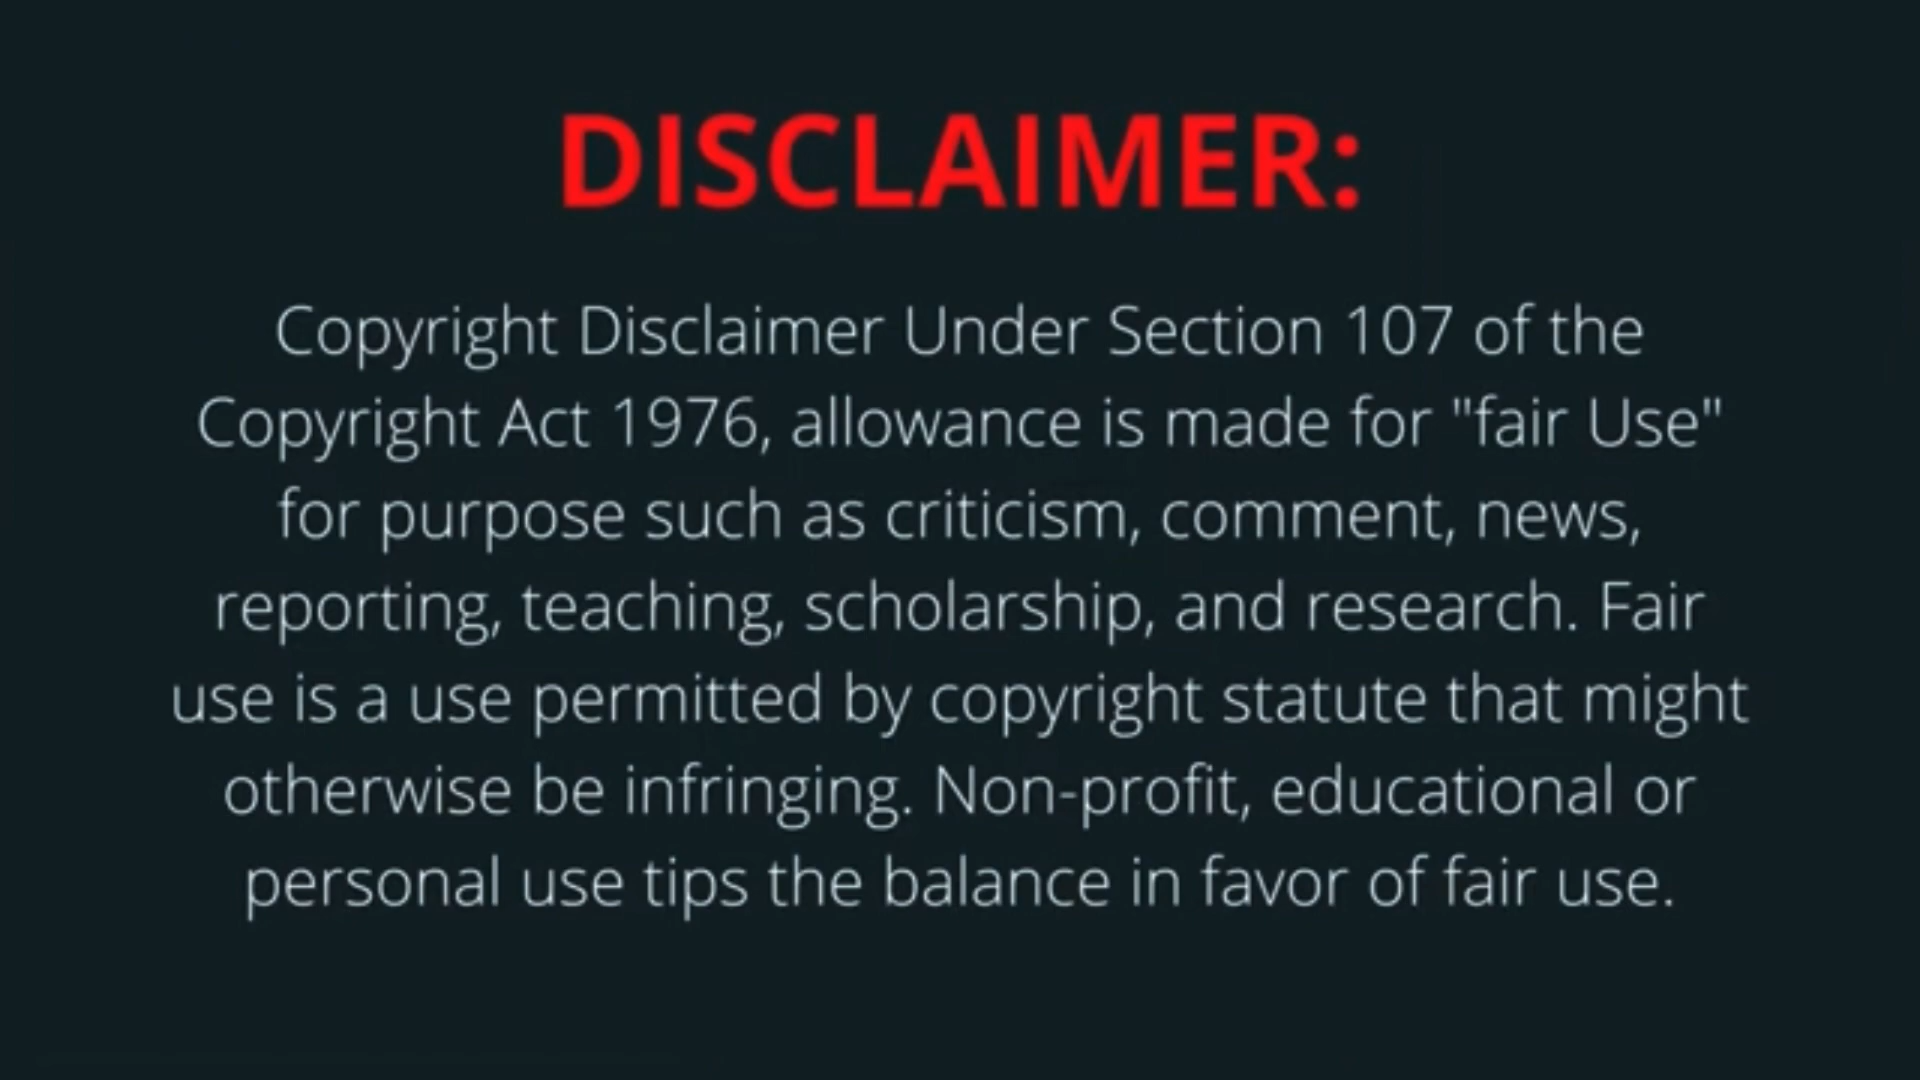 DISCLAIMER:
Copyright Disclaimer Under Section 107 of the
Copyright Act 1976, allowance is made for "fair Use"
for purpose such as criticism, comment, news,
reporting, teaching, scholarship, and research. Fair
use is a use permitted by copyright statute that might
otherwise be infringing. Non-profit, educational or
personal use tips the balance in favor of fair use.